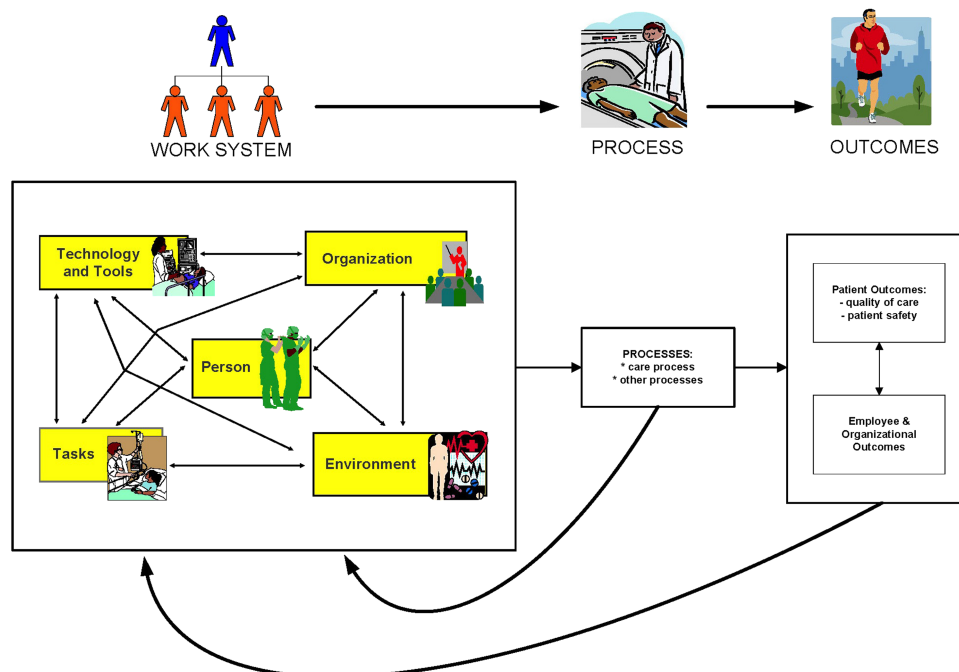 WORK SYSTEM
PROCESS
OUTCOMES
Technology
and Tools
Organization
Person
Tasks
Environment
PROCESSES:
* care process
* other processes
Patient Outcomes:
- quality of care
- patient safety
Employee &
Organizational
Outcomes